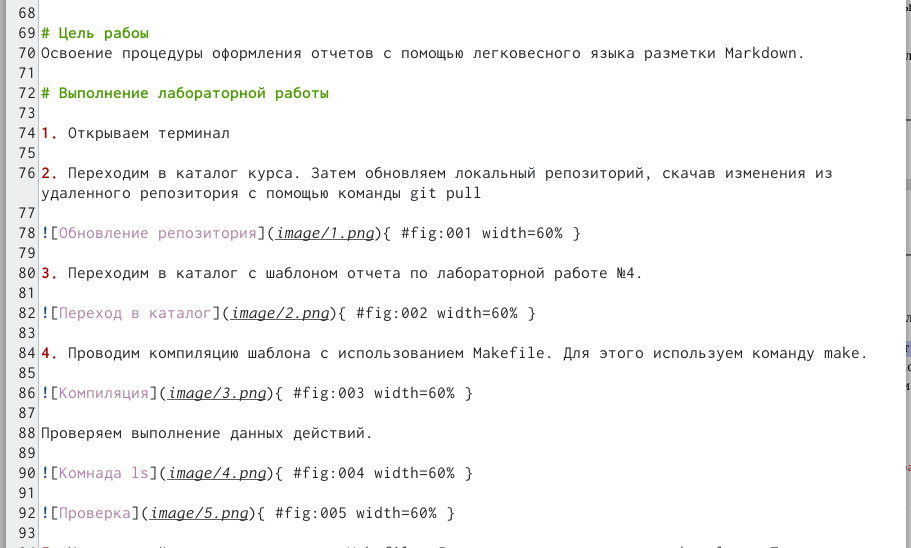 68
69 # Цель рабоы
70 Освоение процедуры оформления отчетов с помощью легковесного языка разметки Markdown.
71
72 # Выполнение лабораторной работы
73
74 1. Открываем терминал
75
76 2. Переходим в каталог курса. Затем обновляем локальный репозиторий, скачав изменения из
удаленного репозитория с помощью команды git pull
77
78 ![Обновление репозитория](image/1.png){ #fig:001 width=60% }
79
80 3. Переходим в каталог с шаблоном отчета по лабораторной работе №4.
81
82 ![Переход в каталог](image/2.png){ #fig:002 width=60% }
83
84 4. Проводим компиляцию шаблона с использованием Makefile. Для этого используем команду make.
85
86 ![Компиляция](image/3.png){ #fig:003 width=60% }
87
88 Проверяем выполнение данных действий.
89
90 ![Комнада ls](image/4.png){ #fig:004 width=60% }
91
92 ![Проверка](image/5.png){ #fig:005 width=60% }
93